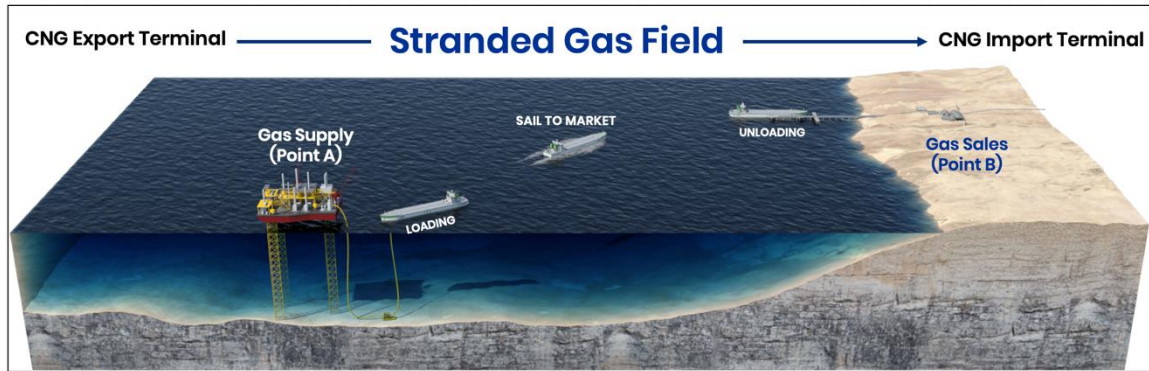 CNG Export Terminal
Stranded Gas Field
CNG Import Terminal
Gas Supply
(Point A)
LOADING
SAIL TO MARKET
UNLOADING
Gas Sales
(Point B)